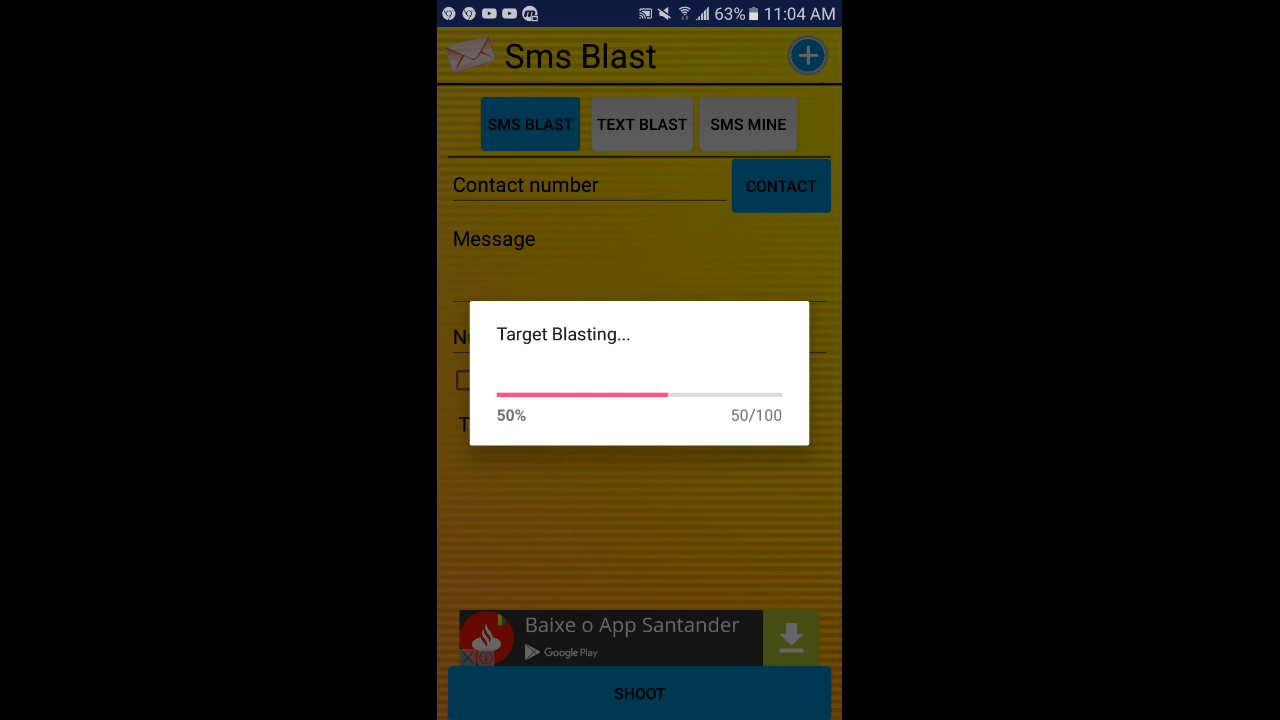 63% 11:04 AM
Sms Blast
SMS BLAST TEXT BLAST SMS MINE
Contact number CONTACT
Message
Target Blasting...
50% 50/100
Baixe o App Santander
Google Play
SHOOT